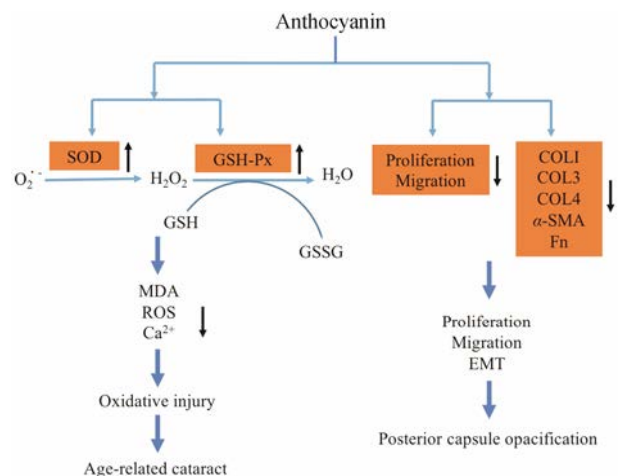 Anthocyanin
SOD
GSH-Px
O₂·⁻
H₂O₂
H₂O
GSH
GSSG
MDA
ROS
Ca²⁺
Oxidative injury
Age-related cataract
Proliferation
Migration
COLI
COL3
COL4
α-SMA
Fn
Proliferation
Migration
EMT
Posterior capsule opacification